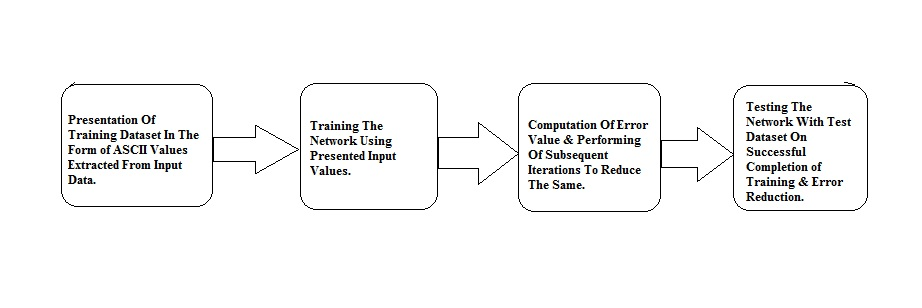 Presentation Of
Training Dataset In The
Form of ASCII Values
Extracted From Input
Data.
Training The
Network Using
Presented Input
Values.
Computation Of Error
Value & Performing
Of Subsequent
Iterations To Reduce
The Same.
Testing The
Network With Test
Dataset On
Successful
Completion of
Training & Error
Reduction.